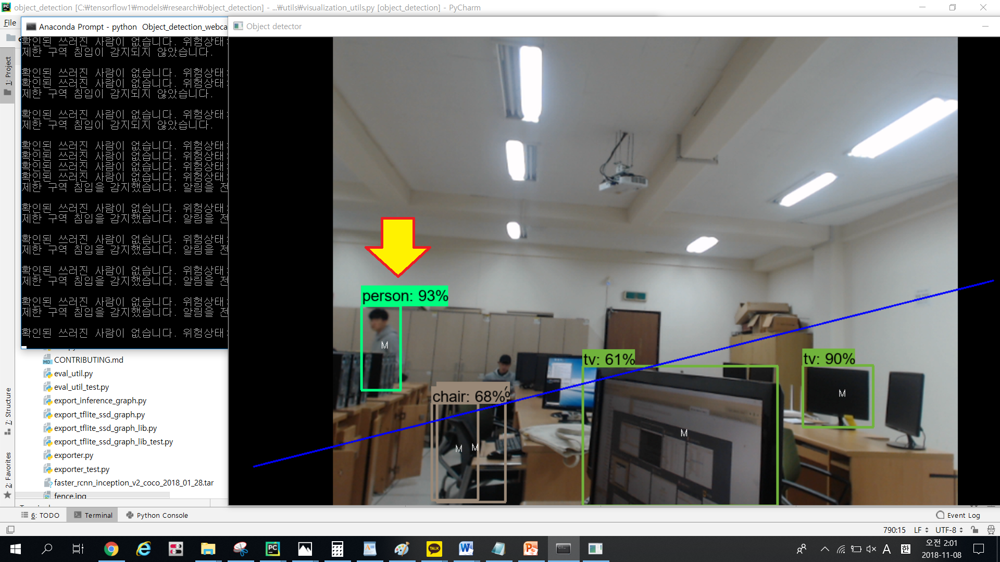 object_detection [C:₩tensorflow1₩models₩research₩object_detection] - ...₩utils₩visualization_utils.py [object_detection] - PyCharm
File
Anaconda Prompt - python Object_detection_webca
Object detector
1: Project
7: Structure
2: Favorites
확인된 쓰러진 사람이 없습니다. 위험상태:
제한 구역 침입이 감지되지 않았습니다.
확인된 쓰러진 사람이 없습니다. 위험상태:
확인된 쓰러진 사람이 없습니다. 위험상태:
제한 구역 침입이 감지되지 않았습니다.
확인된 쓰러진 사람이 없습니다. 위험상태:
제한 구역 침입이 감지되지 않았습니다.
확인된 쓰러진 사람이 없습니다. 위험상태:
확인된 쓰러진 사람이 없습니다. 위험상태:
확인된 쓰러진 사람이 없습니다. 위험상태:
확인된 쓰러진 사람이 없습니다. 위험상태:
제한 구역 침입을 감지했습니다. 알림을 전
확인된 쓰러진 사람이 없습니다. 위험상태:
제한 구역 침입을 감지했습니다. 알림을 전
확인된 쓰러진 사람이 없습니다. 위험상태:
제한 구역 침입을 감지했습니다. 알림을 전
확인된 쓰러진 사람이 없습니다. 위험상태:
제한 구역 침입을 감지했습니다. 알림을 전
확인된 쓰러진 사람이 없습니다. 위험상태:
제한 구역 침입을 감지했습니다. 알림을 전
확인된 쓰러진 사람이 없습니다. 위험상태:
person: 93%
M
tv: 61%
M
tv: 90%
M
chair: 68%
M M
CONTRIBUTING.md
eval_util.py
eval_util_test.py
export_inference_graph.py
export_tflite_ssd_graph.py
export_tflite_ssd_graph_lib.py
export_tflite_ssd_graph_lib_test.py
exporter.py
exporter_test.py
faster_rcnn_inception_v2_coco_2018_01_28.tar
fence.jpg
6: TODO Terminal Python Console Event Log
790:15 LF UTF-8
TALK
A 한
오전 2:01
2018-11-08